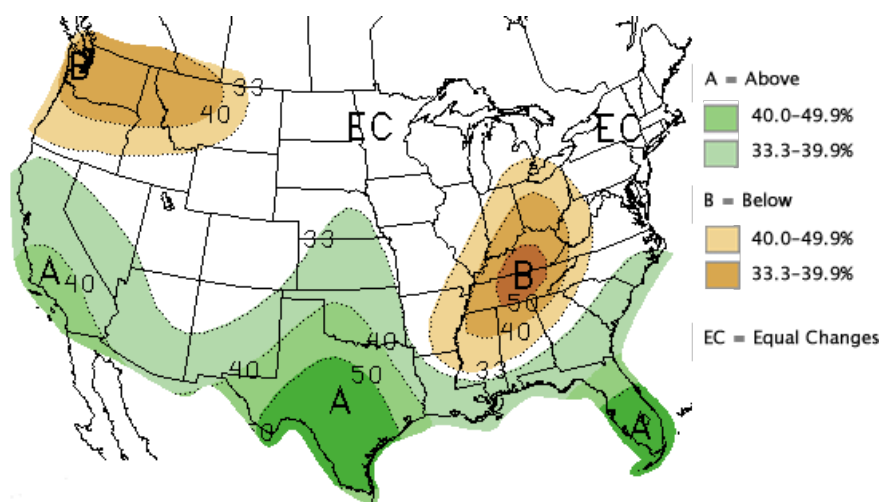 B
33
40
EC
EC
A
40
33
B
50
40
40
33
40
50
A
A
A = Above
40.0–49.9%
33.3–39.9%
B = Below
40.0–49.9%
33.3–39.9%
EC = Equal Changes